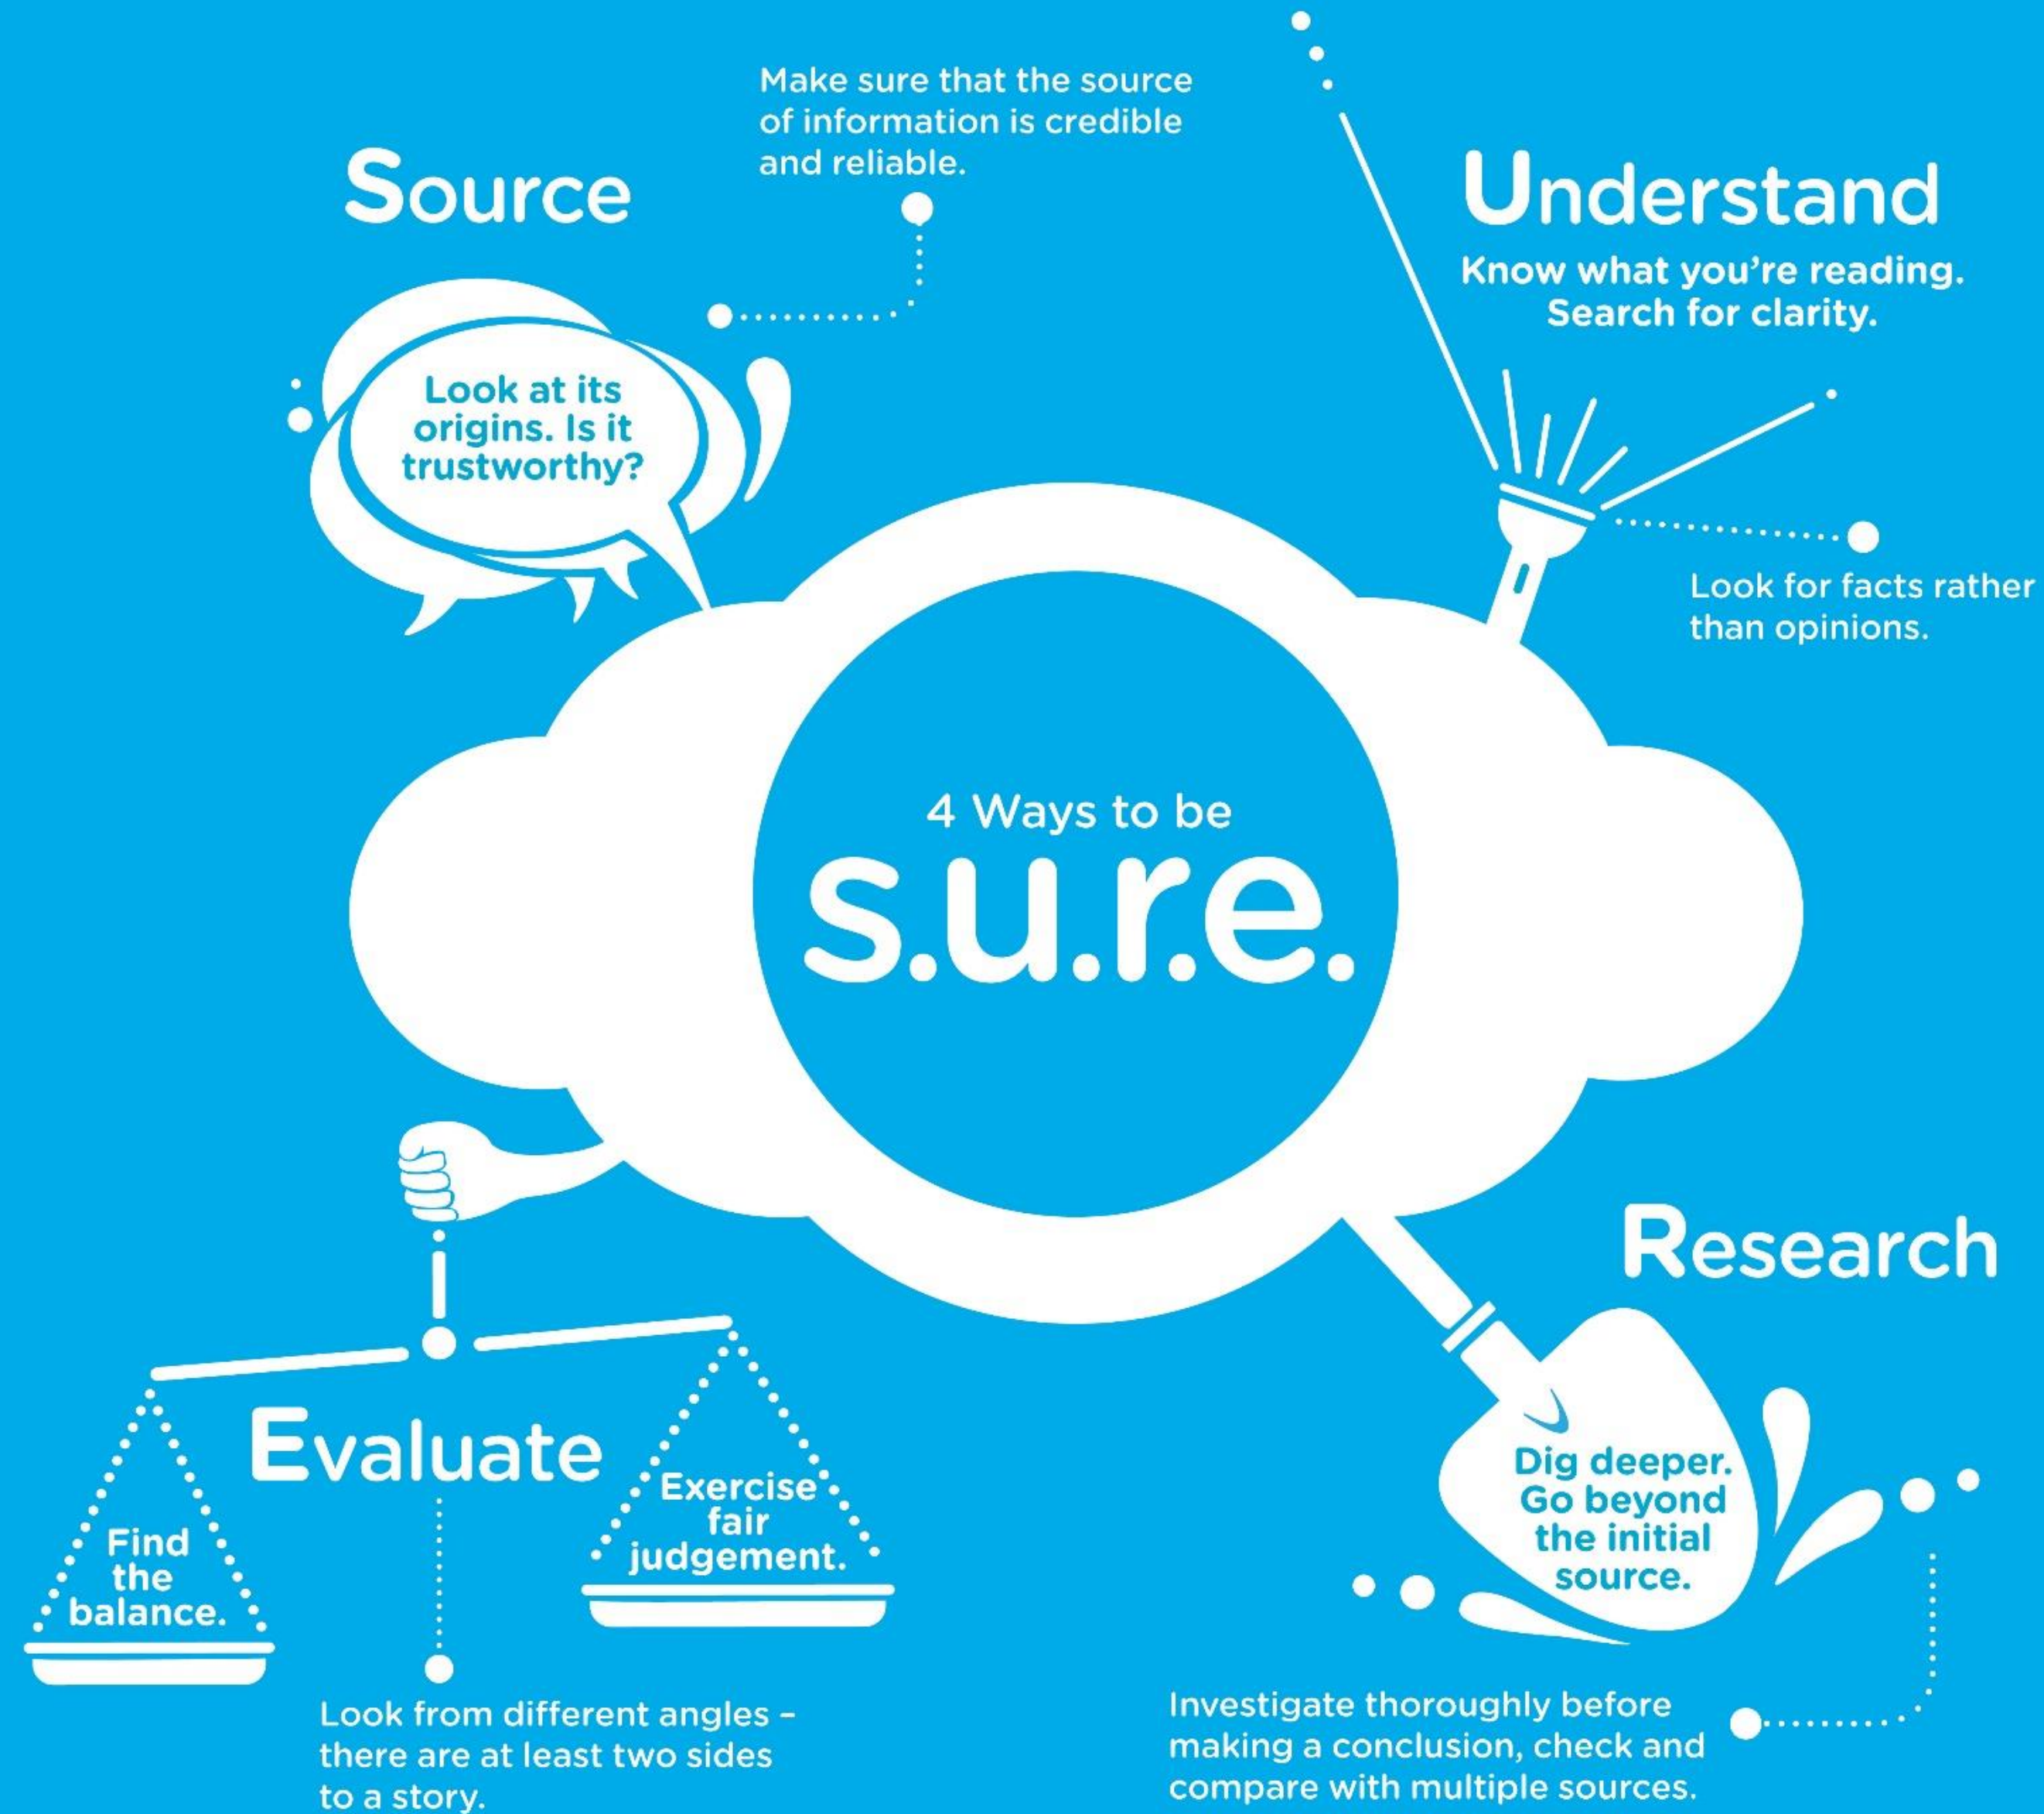 Source
Make sure that the source
of information is credible
and reliable.
Look at its
origins. Is it
trustworthy?
Understand
Know what you're reading.
Search for clarity.
Look for facts rather
than opinions.
4 Ways to be
s.u.r.e.
Research
Dig deeper.
Go beyond
the initial
source.
Investigate thoroughly before
making a conclusion, check and
compare with multiple sources.
Evaluate
Find
the
balance.
Exercise
fair
judgement.
Look from different angles –
there are at least two sides
to a story.